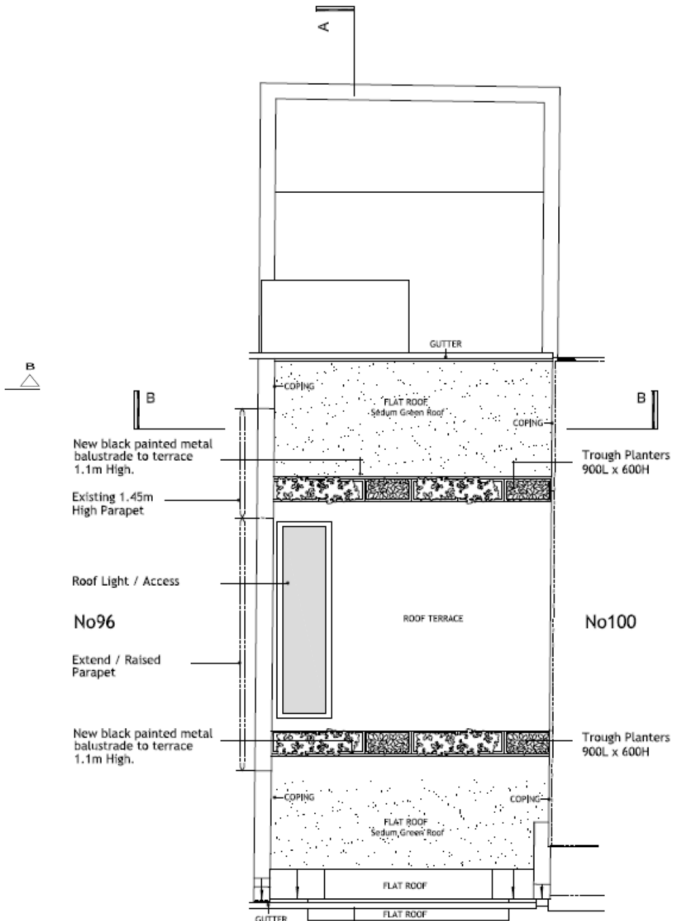 A
GUTTER
B
COPING
B
B
FLAT ROOF
Sedum Green Roof
COPING
New black painted metal
balustrade to terrace
1.1m High.
Trough Planters
900L x 600H
Existing 1.45m
High Parapet
Roof Light / Access
No96
ROOF TERRACE
No100
Extend / Raised
Parapet
New black painted metal
balustrade to terrace
1.1m High.
Trough Planters
900L x 600H
COPING
COPING
FLAT ROOF
Sedum Green Roof
FLAT ROOF
GUTTER
FLAT ROOF